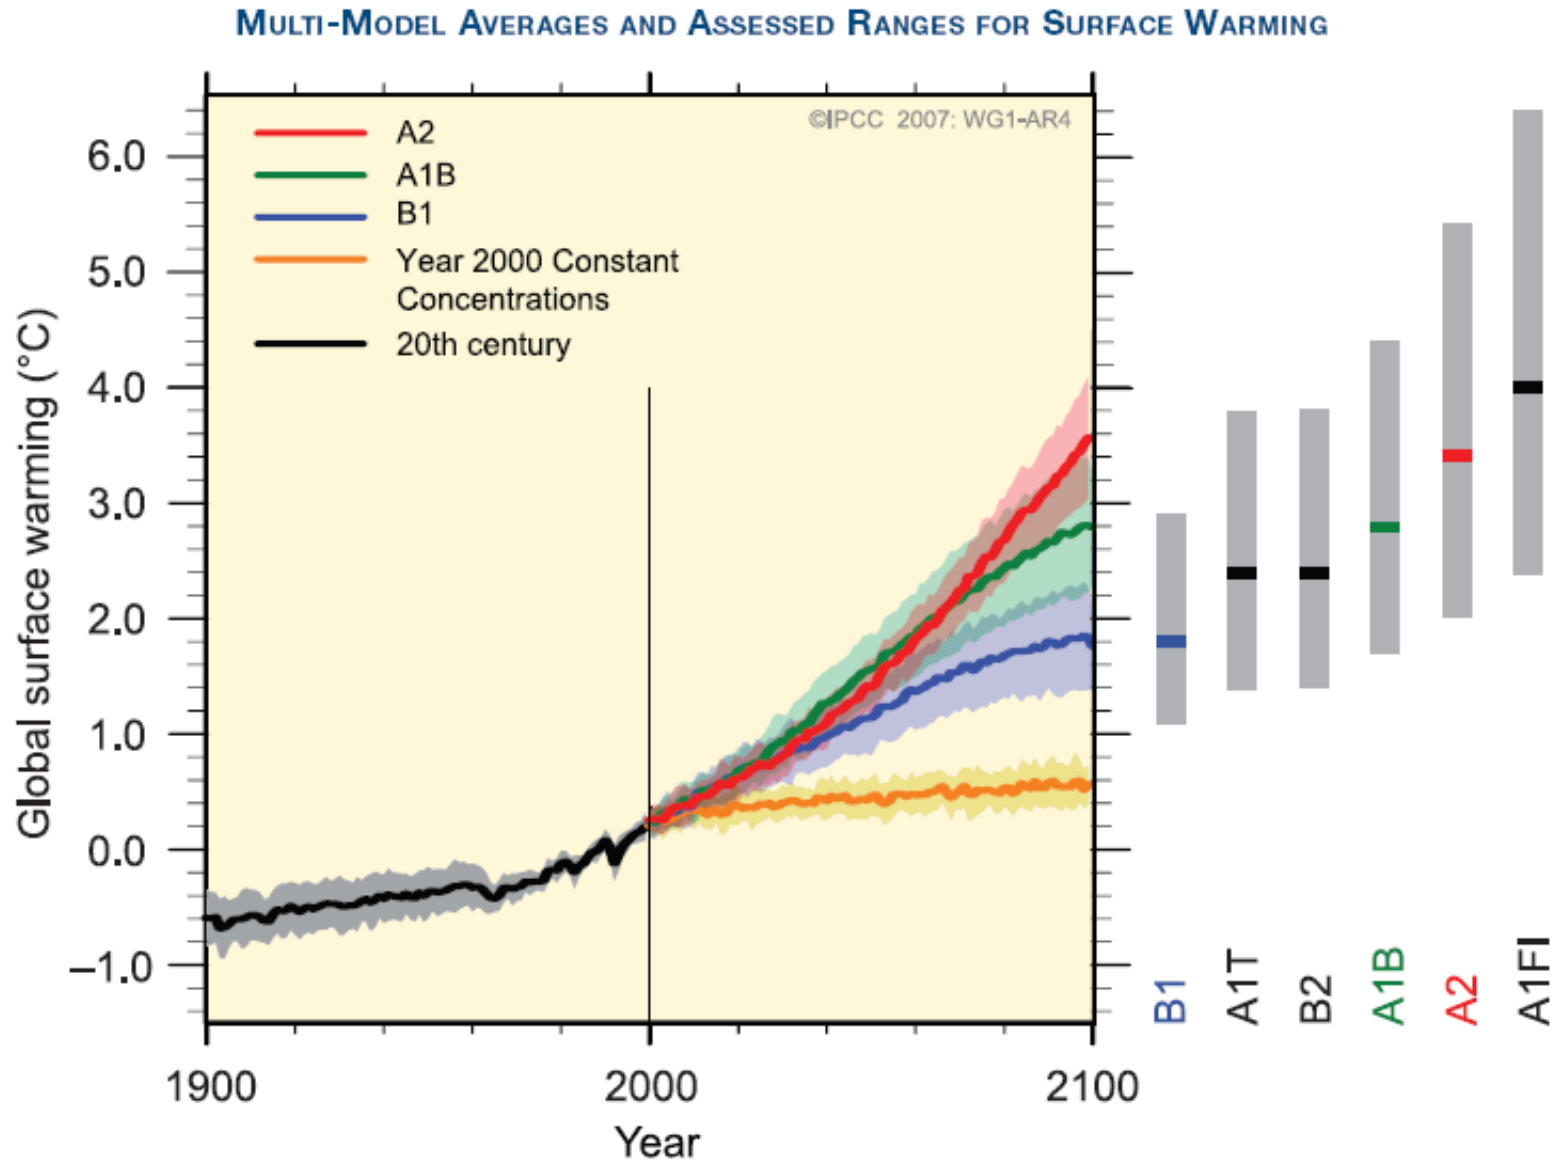 MULTI-MODEL AVERAGES AND ASSESSED RANGES FOR SURFACE WARMING
©IPCC 2007: WG1-AR4
A2
A1B
B1
Year 2000 Constant
Concentrations
20th century
Global surface warming (°C)
6.0
5.0
4.0
3.0
2.0
1.0
0.0
–1.0
1900
2000
2100
Year
B1
A1T
B2
A1B
A2
A1FI